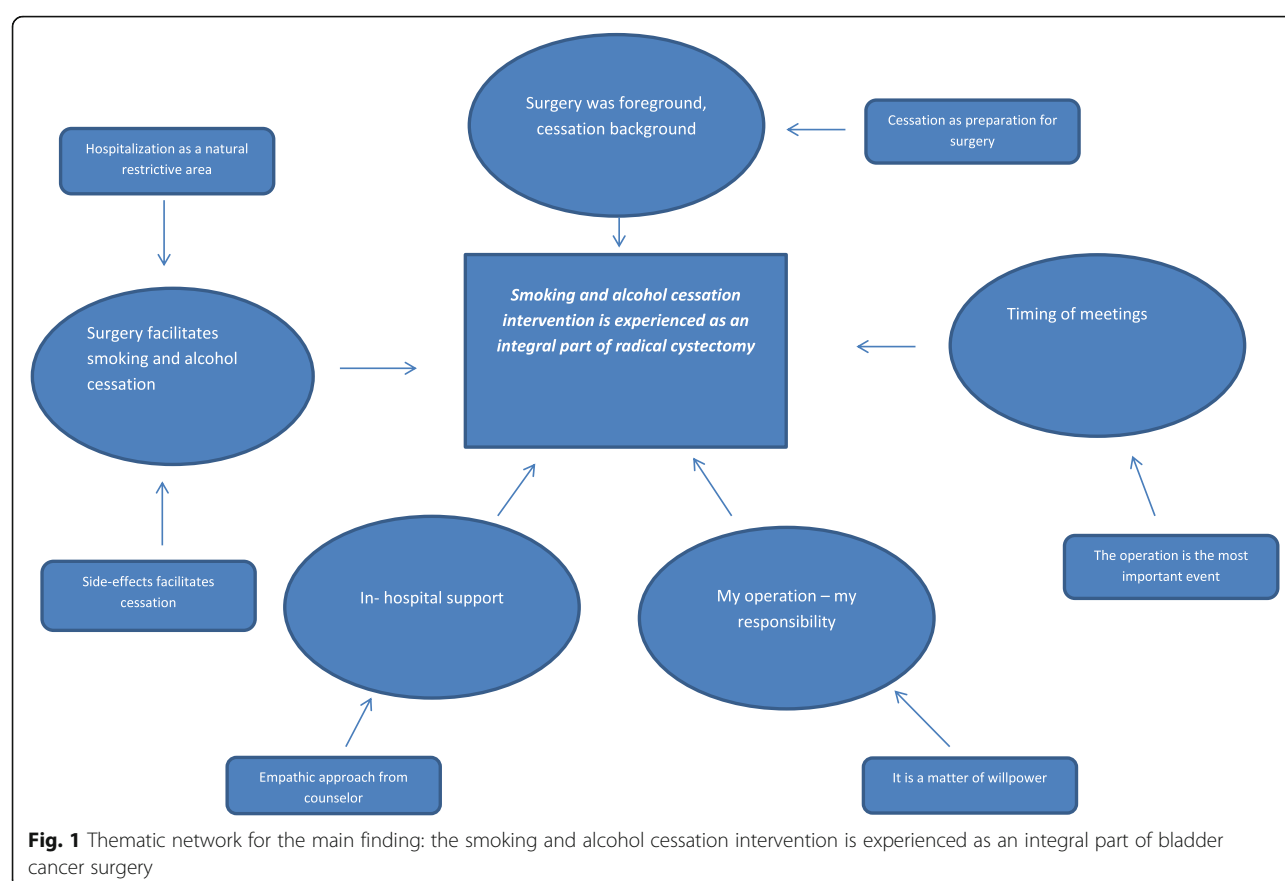 Surgery was foreground,
cessation background
Cessation as preparation for
surgery
Hospitalization as a natural
restrictive area
Smoking and alcohol cessation
intervention is experienced as an
integral part of radical cystectomy
Timing of meetings
Surgery facilitates
smoking and alcohol
cessation
The operation is the most
important event
Side-effects facilitates
cessation
In- hospital support
My operation – my
responsibility
Empathic approach from
counselor
It is a matter of willpower
Fig. 1 Thematic network for the main finding: the smoking and alcohol cessation intervention is experienced as an integral part of bladder
cancer surgery